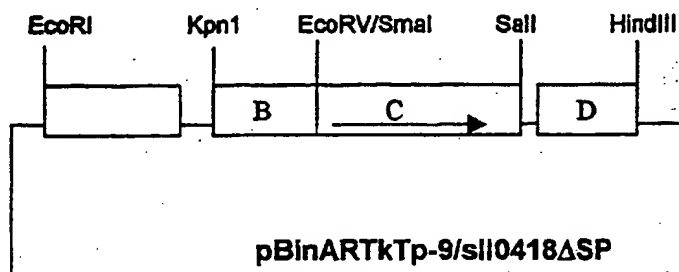 EcoRI Kpn1 EcoRV/SmaI SalI HindIII
B C D
pBinARTkTp-9/sll0418ΔSP